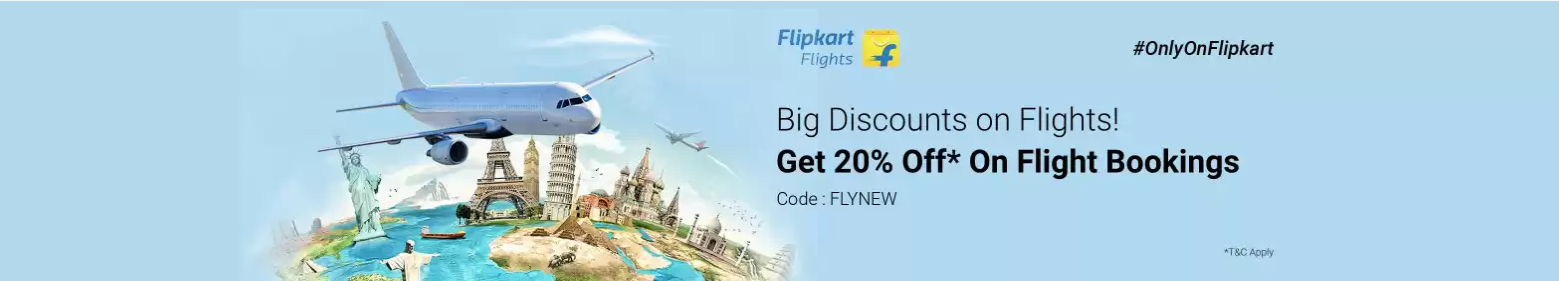 Flipkart
Flights
#OnlyOnFlipkart
Big Discounts on Flights!
Get 20% Off* On Flight Bookings
Code : FLYNEW
*T&C Apply